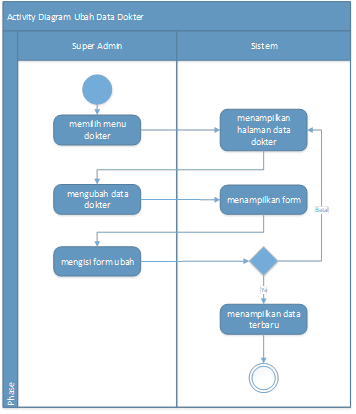 Activity Diagram Ubah Data Dokter
Super Admin
Sistem
memilih menu
dokter
menampilkan
halaman data
dokter
mengubah data
dokter
menampilkan form
Batal
mengisi form ubah
Ya
menampilkan data
terbaru
Phase